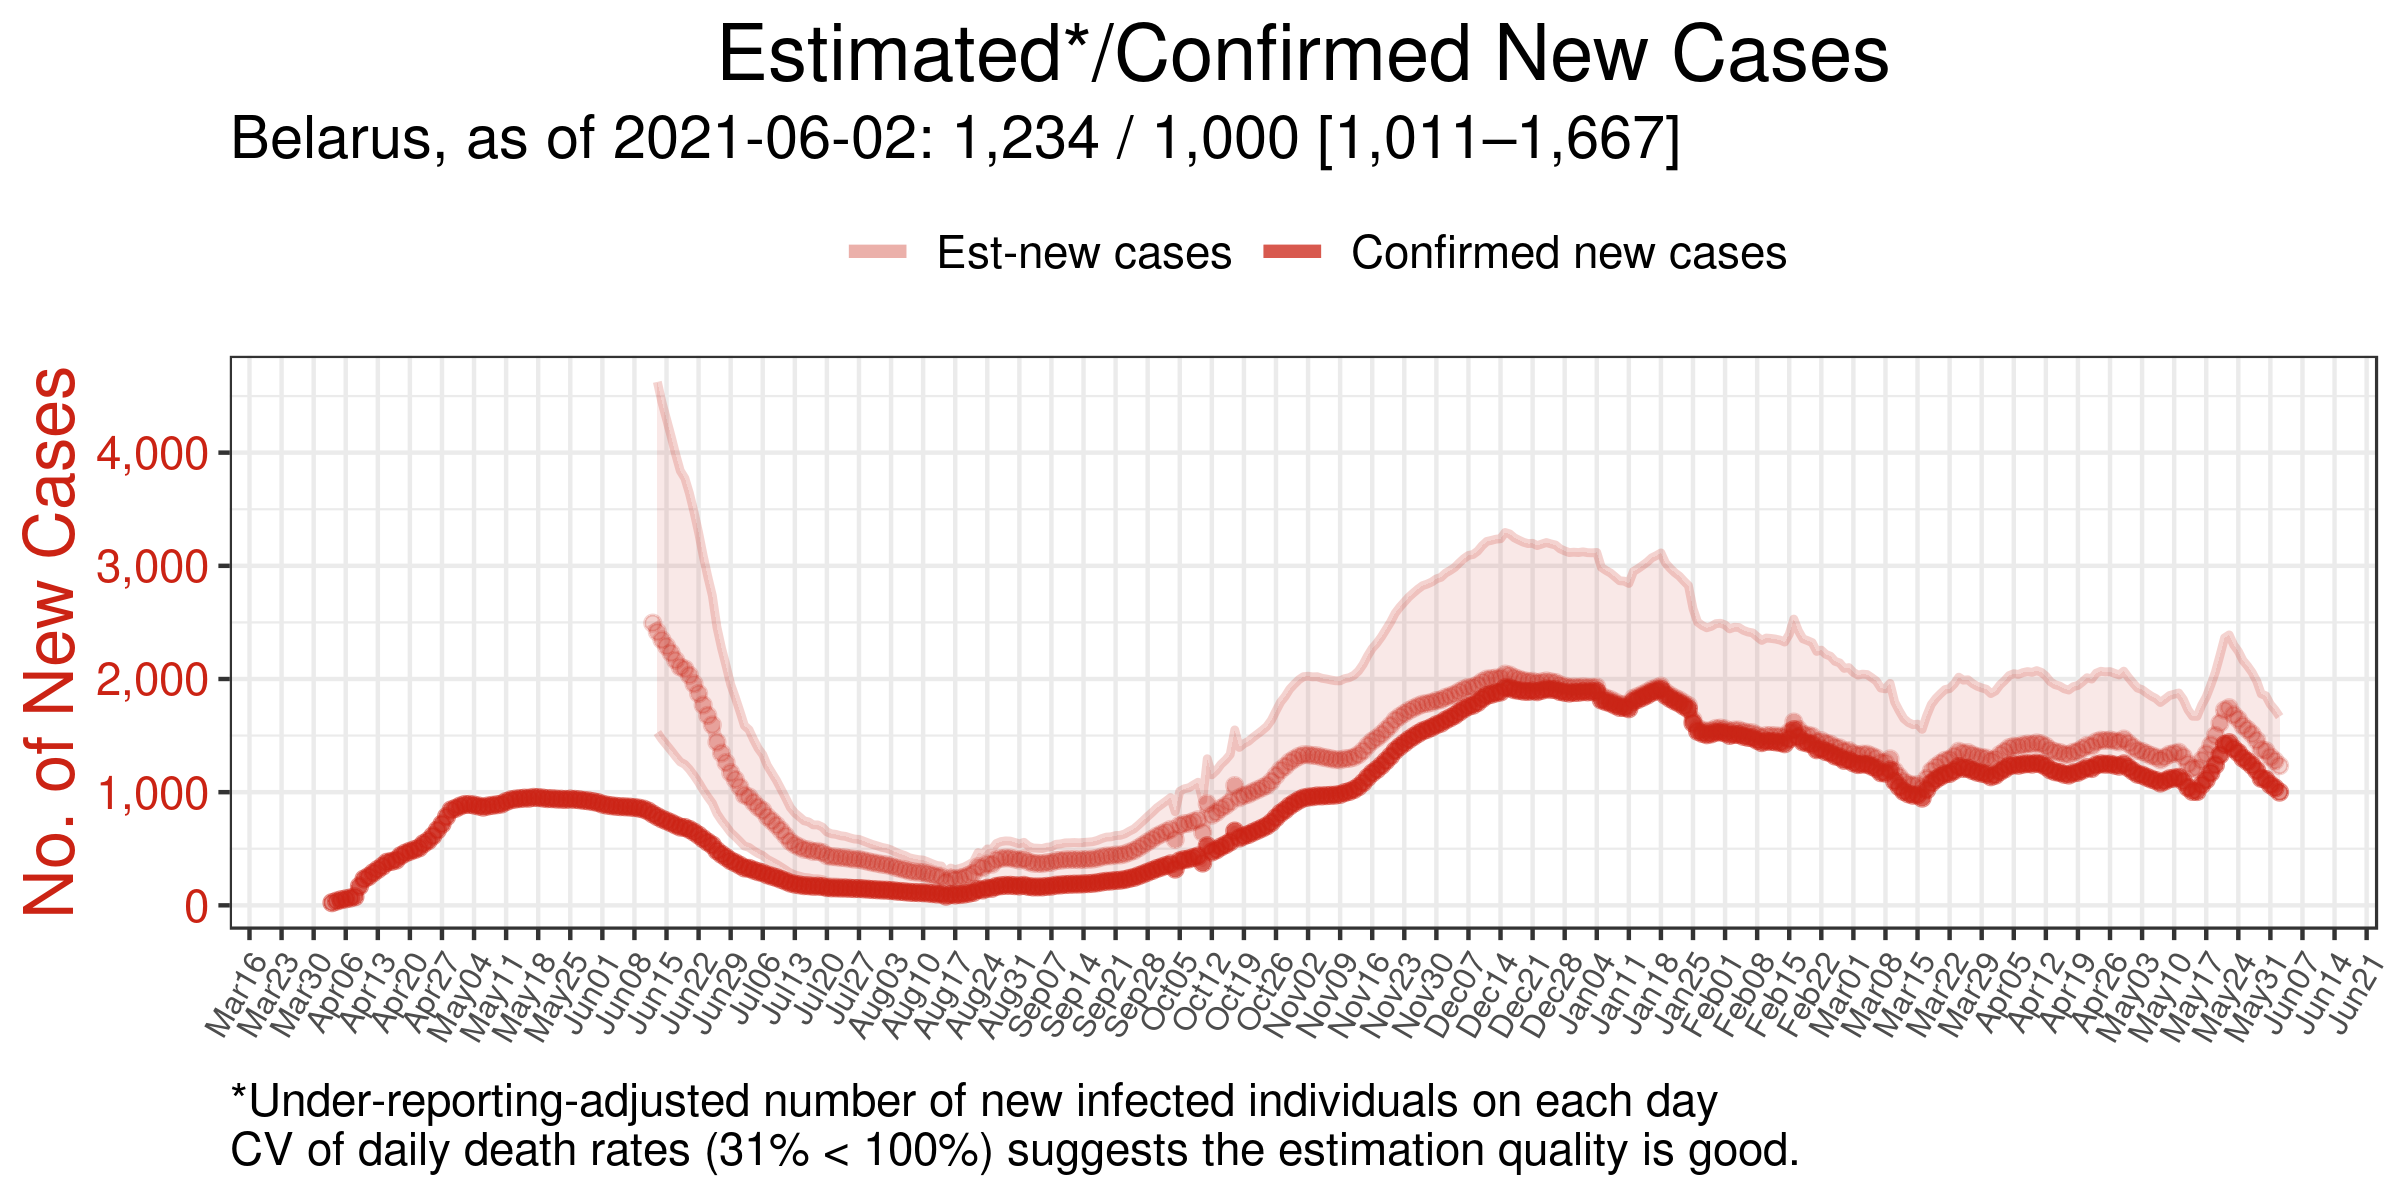 Estimated*/Confirmed New Cases
Belarus, as of 2021-06-02: 1,234 / 1,000 [1,011–1,667]
Est-new cases Confirmed new cases
No. of New Cases
4,000
3,000
2,000
1,000
0
Mar16 Mar23 Mar30 Apr06 Apr13 Apr20 Apr27 May04 May11 May18 May25 Jun01 Jun08 Jun15 Jun22 Jun29 Jul06 Jul13 Jul20 Jul27 Aug03 Aug10 Aug17 Aug24 Aug31 Sep07 Sep14 Sep21 Sep28 Oct05 Oct12 Oct19 Oct26 Nov02 Nov09 Nov16 Nov23 Nov30 Dec07 Dec14 Dec21 Dec28 Jan04 Jan11 Jan18 Jan25 Feb01 Feb08 Feb15 Feb22 Mar01 Mar08 Mar15 Mar22 Mar29 Apr05 Apr12 Apr19 Apr26 May03 May10 May17 May24 May31 Jun07 Jun14 Jun21
*Under-reporting-adjusted number of new infected individuals on each day
CV of daily death rates (31% < 100%) suggests the estimation quality is good.